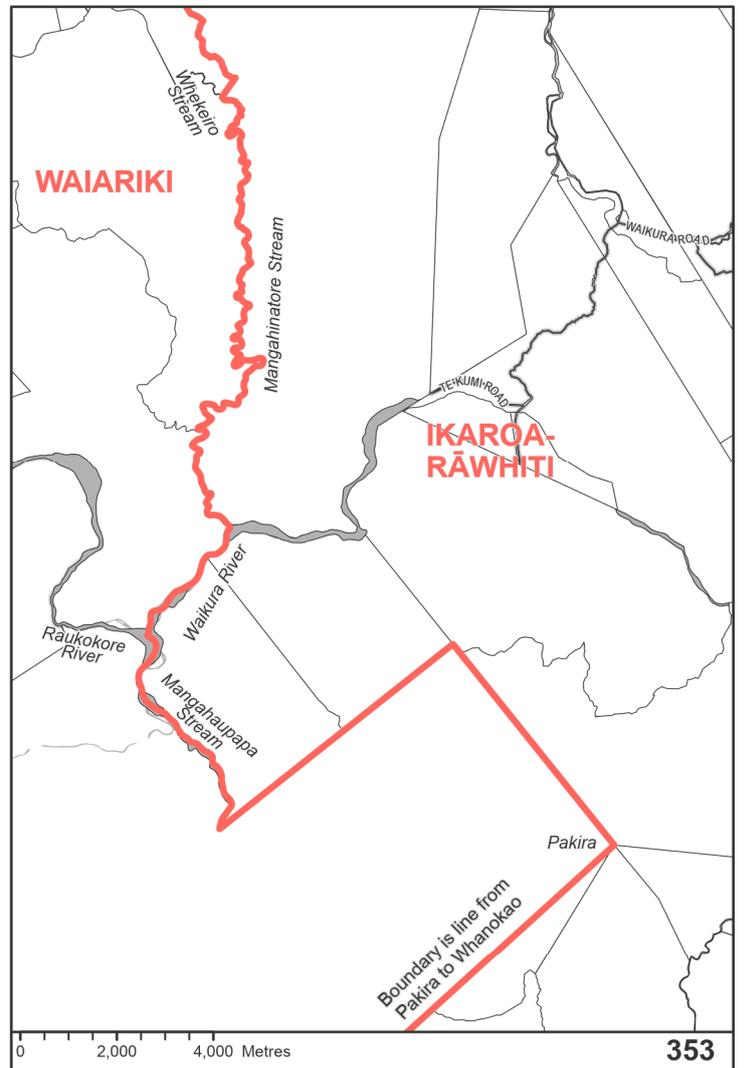 Whekeiro
Stream
WAIARIKI
WAIKURA ROAD
Mangahinatore Stream
TE KUMI ROAD
IKAROA-
RĀWHITI
Waikura River
Raukokore
River
Mangahaupapa
Stream
Pakira
Boundary is line from
Pakira to Whanokao
0 2,000 4,000 Metres
353